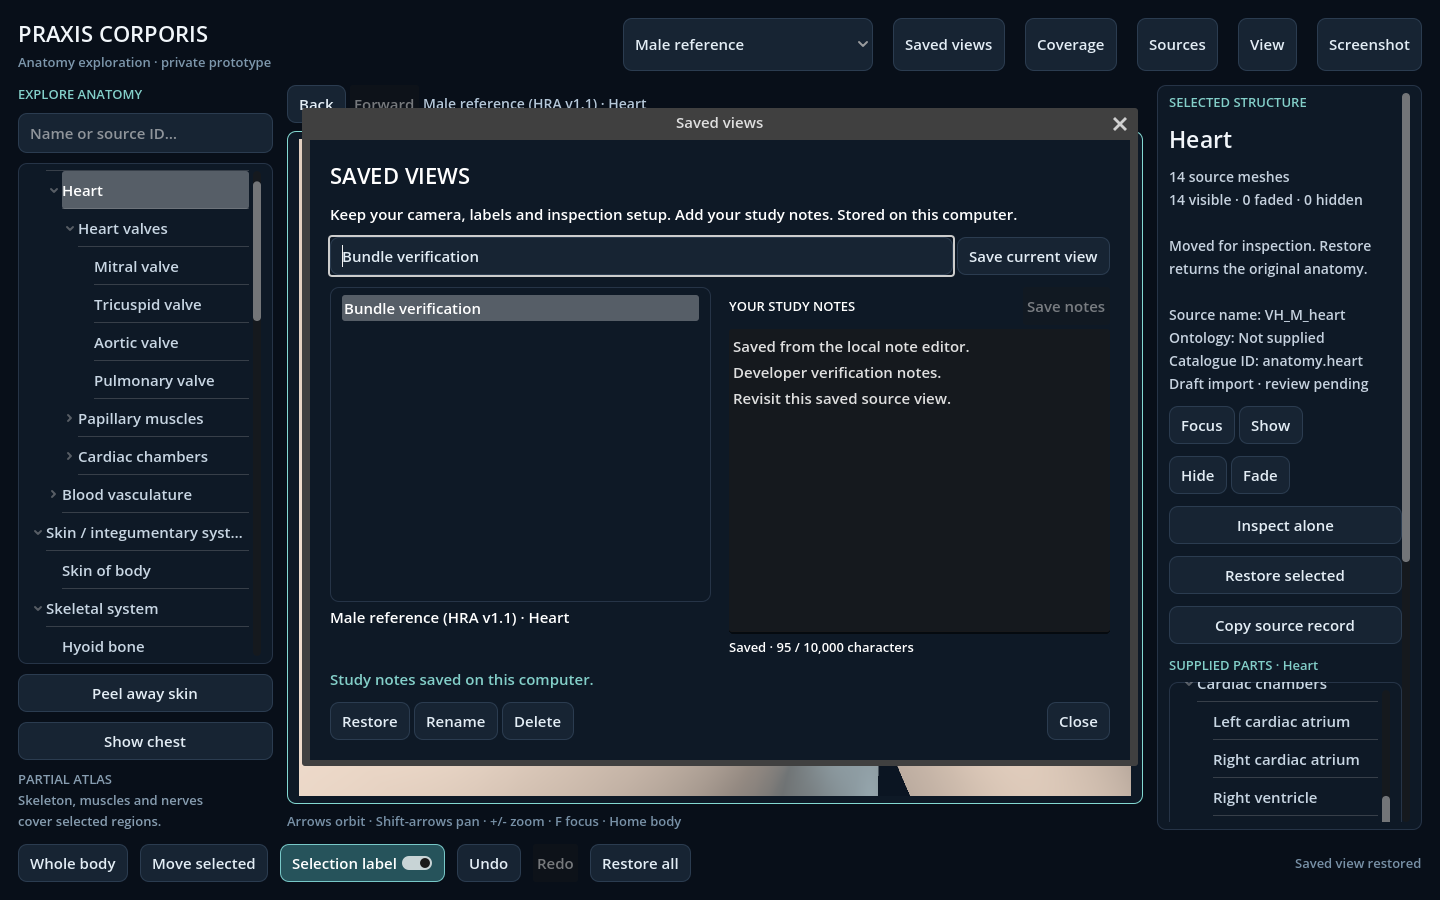 PRAXIS CORPORIS
Anatomy exploration · private prototype
Male reference
Saved views
Coverage
Sources
View
Screenshot
EXPLORE ANATOMY
Name or source ID...
Heart
Heart valves
Mitral valve
Tricuspid valve
Aortic valve
Pulmonary valve
Papillary muscles
Cardiac chambers
Blood vasculature
Skin / integumentary syst...
Skin of body
Skeletal system
Hyoid bone
Peel away skin
Show chest
PARTIAL ATLAS
Skeleton, muscles and nerves
cover selected regions.
Back
Forward
Male reference (HRA v1.1) · Heart
Saved views
SAVED VIEWS
Keep your camera, labels and inspection setup. Add your study notes. Stored on this computer.
Bundle verification
Save current view
Bundle verification
Male reference (HRA v1.1) · Heart
YOUR STUDY NOTES
Save notes
Saved from the local note editor.
Developer verification notes.
Revisit this saved source view.
Saved · 95 / 10,000 characters
Study notes saved on this computer.
Restore
Rename
Delete
Close
Arrows orbit · Shift-arrows pan · +/- zoom · F focus · Home body
SELECTED STRUCTURE
Heart
14 source meshes
14 visible · 0 faded · 0 hidden
Moved for inspection. Restore
returns the original anatomy.
Source name: VH_M_heart
Ontology: Not supplied
Catalogue ID: anatomy.heart
Draft import · review pending
Focus
Show
Hide
Fade
Inspect alone
Restore selected
Copy source record
SUPPLIED PARTS · Heart
Cardiac chambers
Left cardiac atrium
Right cardiac atrium
Right ventricle
Whole body
Move selected
Selection label
Undo
Redo
Restore all
Saved view restored